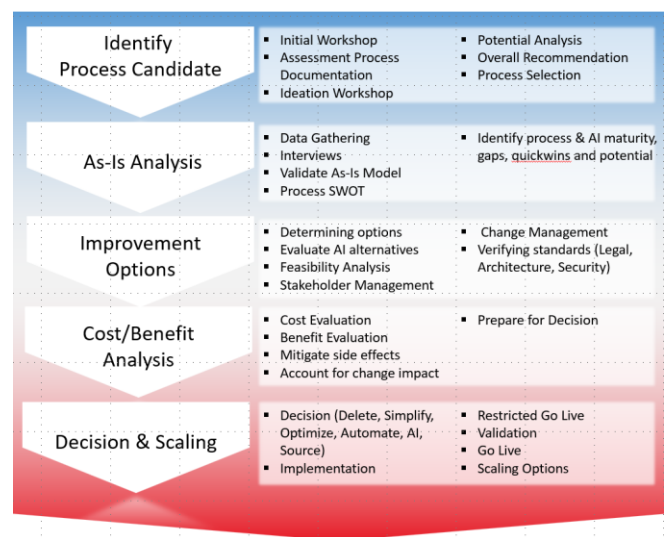 Identify
Process Candidate
▪ Initial Workshop
▪ Assessment Process
Documentation
▪ Ideation Workshop
▪ Potential Analysis
▪ Overall Recommendation
▪ Process Selection
As-Is Analysis
▪ Data Gathering
▪ Interviews
▪ Validate As-Is Model
▪ Process SWOT
▪ Identify process & AI maturity,
gaps, quickwins and potential
Improvement
Options
▪ Determining options
▪ Evaluate AI alternatives
▪ Feasibility Analysis
▪ Stakeholder Management
▪ Change Management
▪ Verifying standards (Legal,
Architecture, Security)
Cost/Benefit
Analysis
▪ Cost Evaluation
▪ Benefit Evaluation
▪ Mitigate side effects
▪ Account for change impact
▪ Prepare for Decision
Decision & Scaling
▪ Decision (Delete, Simplify,
Optimize, Automate, AI,
Source)
▪ Implementation
▪ Restricted Go Live
▪ Validation
▪ Go Live
▪ Scaling Options